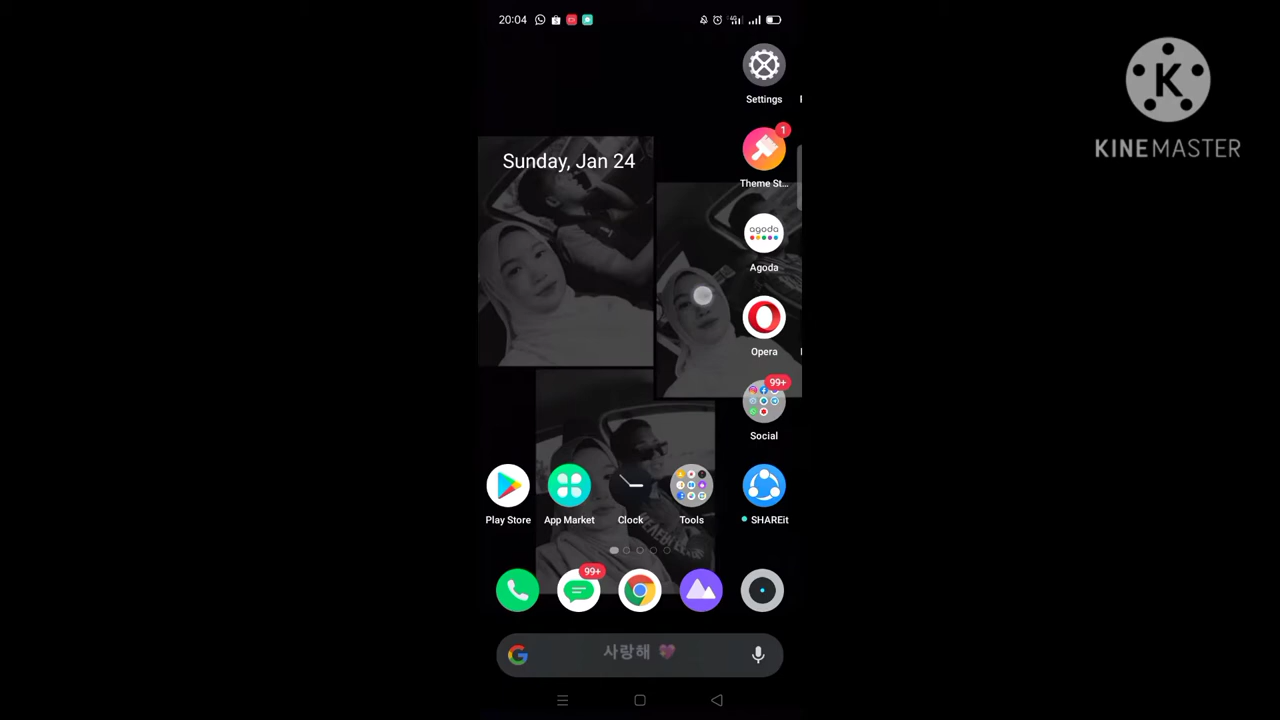 20:04
KINEMASTER
Settings
Sunday, Jan 24
1
Theme St...
agoda
Agoda
Opera
99+
Social
Play Store
App Market
Clock
Tools
SHAREit
99+
사랑해 💖